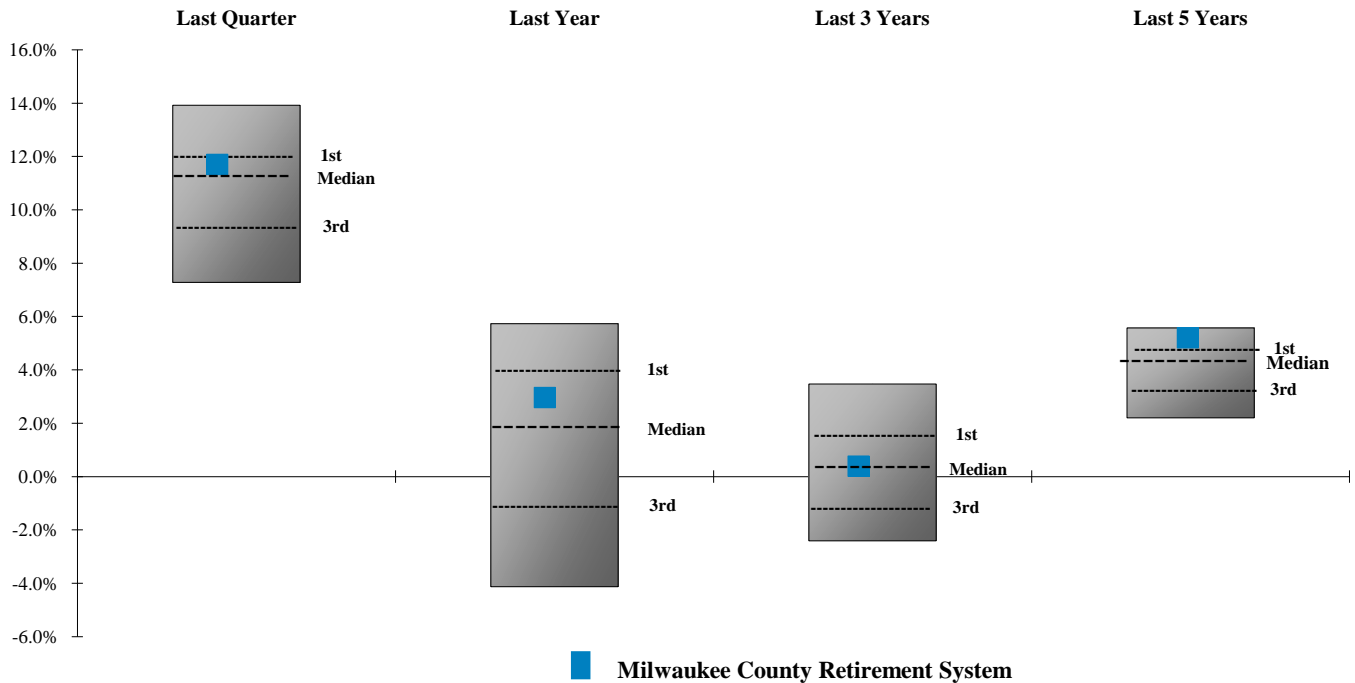 Last Quarter Last Year Last 3 Years Last 5 Years
16.0%
14.0%
12.0% 1st
Median
10.0%
3rd
8.0%
6.0%
1st
Median
4.0% 1st
3rd
2.0% Median 1st
Median
0.0%
3rd 3rd
-2.0%
-4.0%
-6.0%
Milwaukee County Retirement System